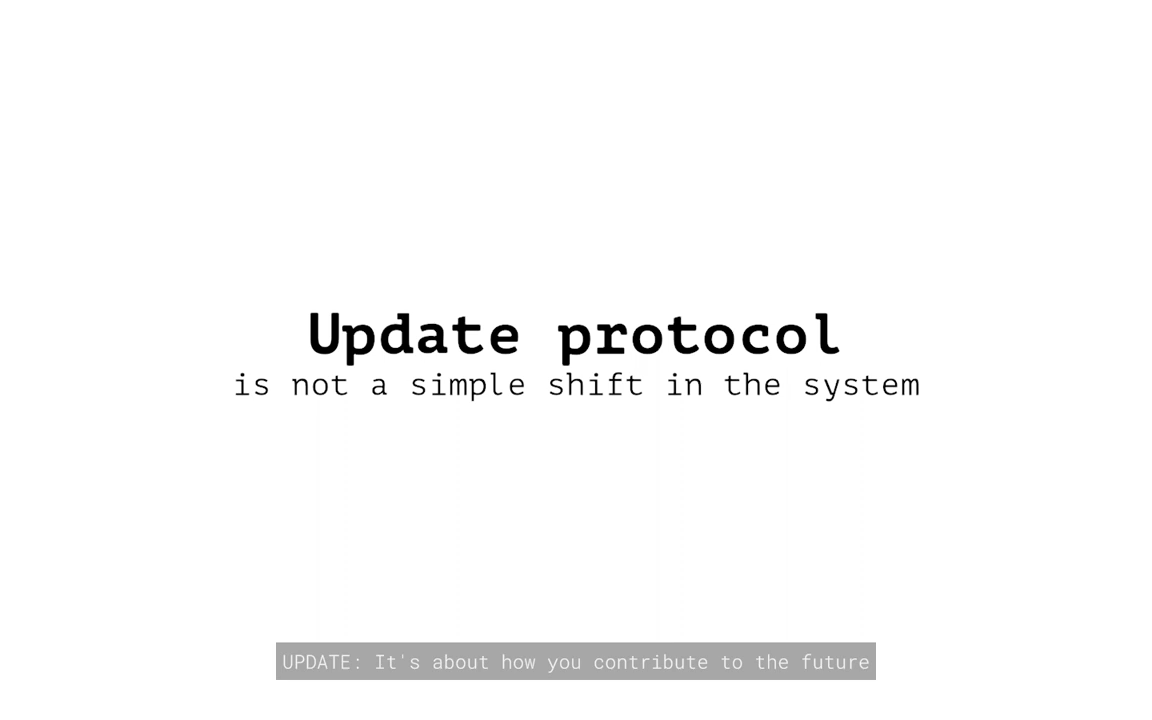 Update protocol
is not a simple shift in the system
UPDATE: It's about how you contribute to the future